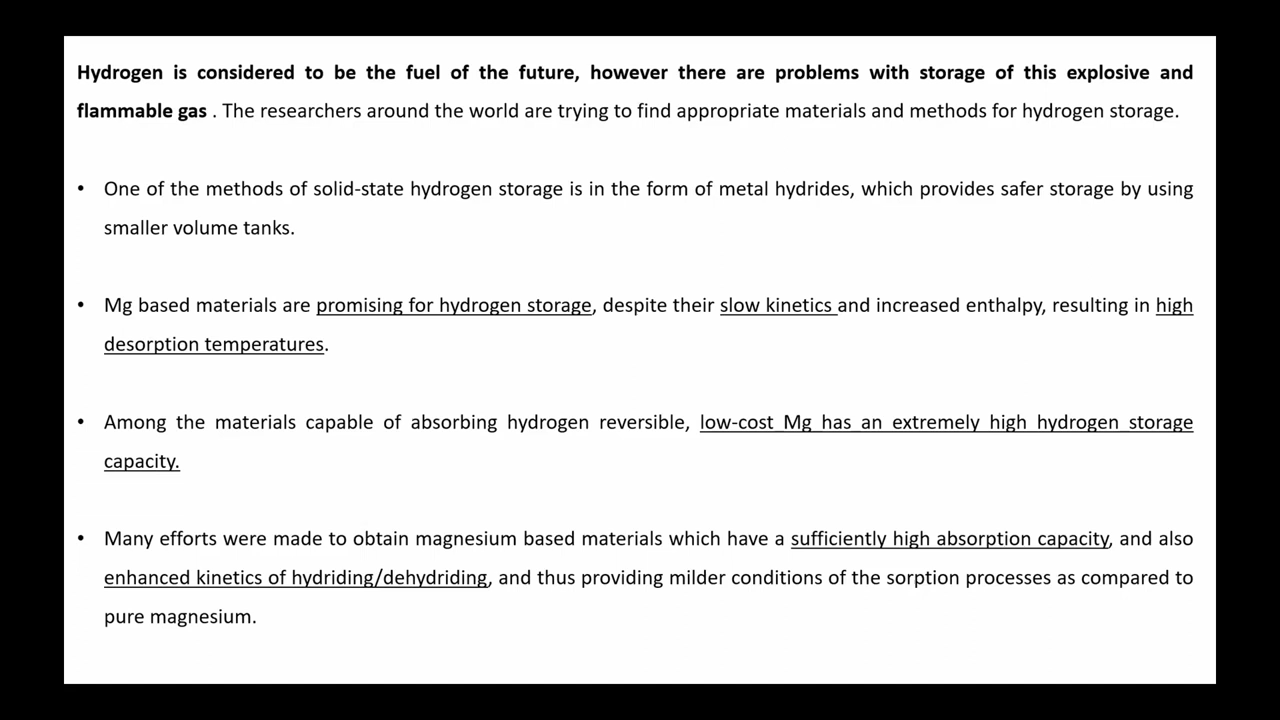 Hydrogen is considered to be the fuel of the future, however there are problems with storage of this explosive and
flammable gas . The researchers around the world are trying to find appropriate materials and methods for hydrogen storage.
• One of the methods of solid-state hydrogen storage is in the form of metal hydrides, which provides safer storage by using
smaller volume tanks.
• Mg based materials are promising for hydrogen storage, despite their slow kinetics and increased enthalpy, resulting in high
desorption temperatures.
• Among the materials capable of absorbing hydrogen reversible, low-cost Mg has an extremely high hydrogen storage
capacity.
• Many efforts were made to obtain magnesium based materials which have a sufficiently high absorption capacity, and also
enhanced kinetics of hydriding/dehydriding, and thus providing milder conditions of the sorption processes as compared to
pure magnesium.